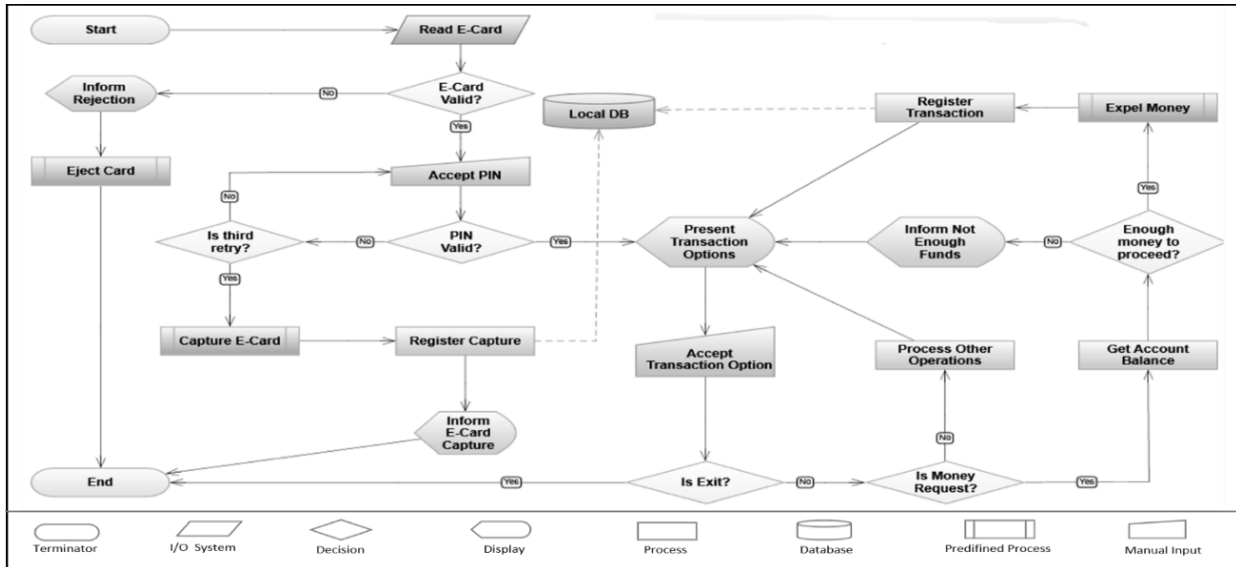 Start
Read E-Card
Inform
Rejection
No
E-Card
Valid?
Yes
Local DB
Register
Transaction
Expel Money
Eject Card
Accept PIN
No
Yes
Is third
retry?
No
PIN
Valid?
Yes
Present
Transaction
Options
Inform Not
Enough
Funds
No
Enough
money to
proceed?
Yes
Capture E-Card
Register Capture
Accept
Transaction Option
Process Other
Operations
Get Account
Balance
Inform
E-Card
Capture
No
End
Yes
Is Exit?
No
Is Money
Request?
Yes
Terminator
I/O System
Decision
Display
Process
Database
Predifined Process
Manual Input